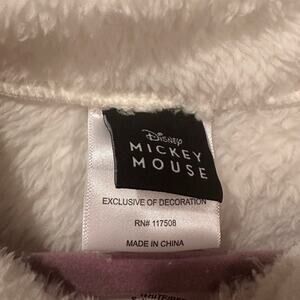 Disney
MICKEY
MOUSE
EXCLUSIVE OF DECORATION
RN# 117508
MADE IN CHINA